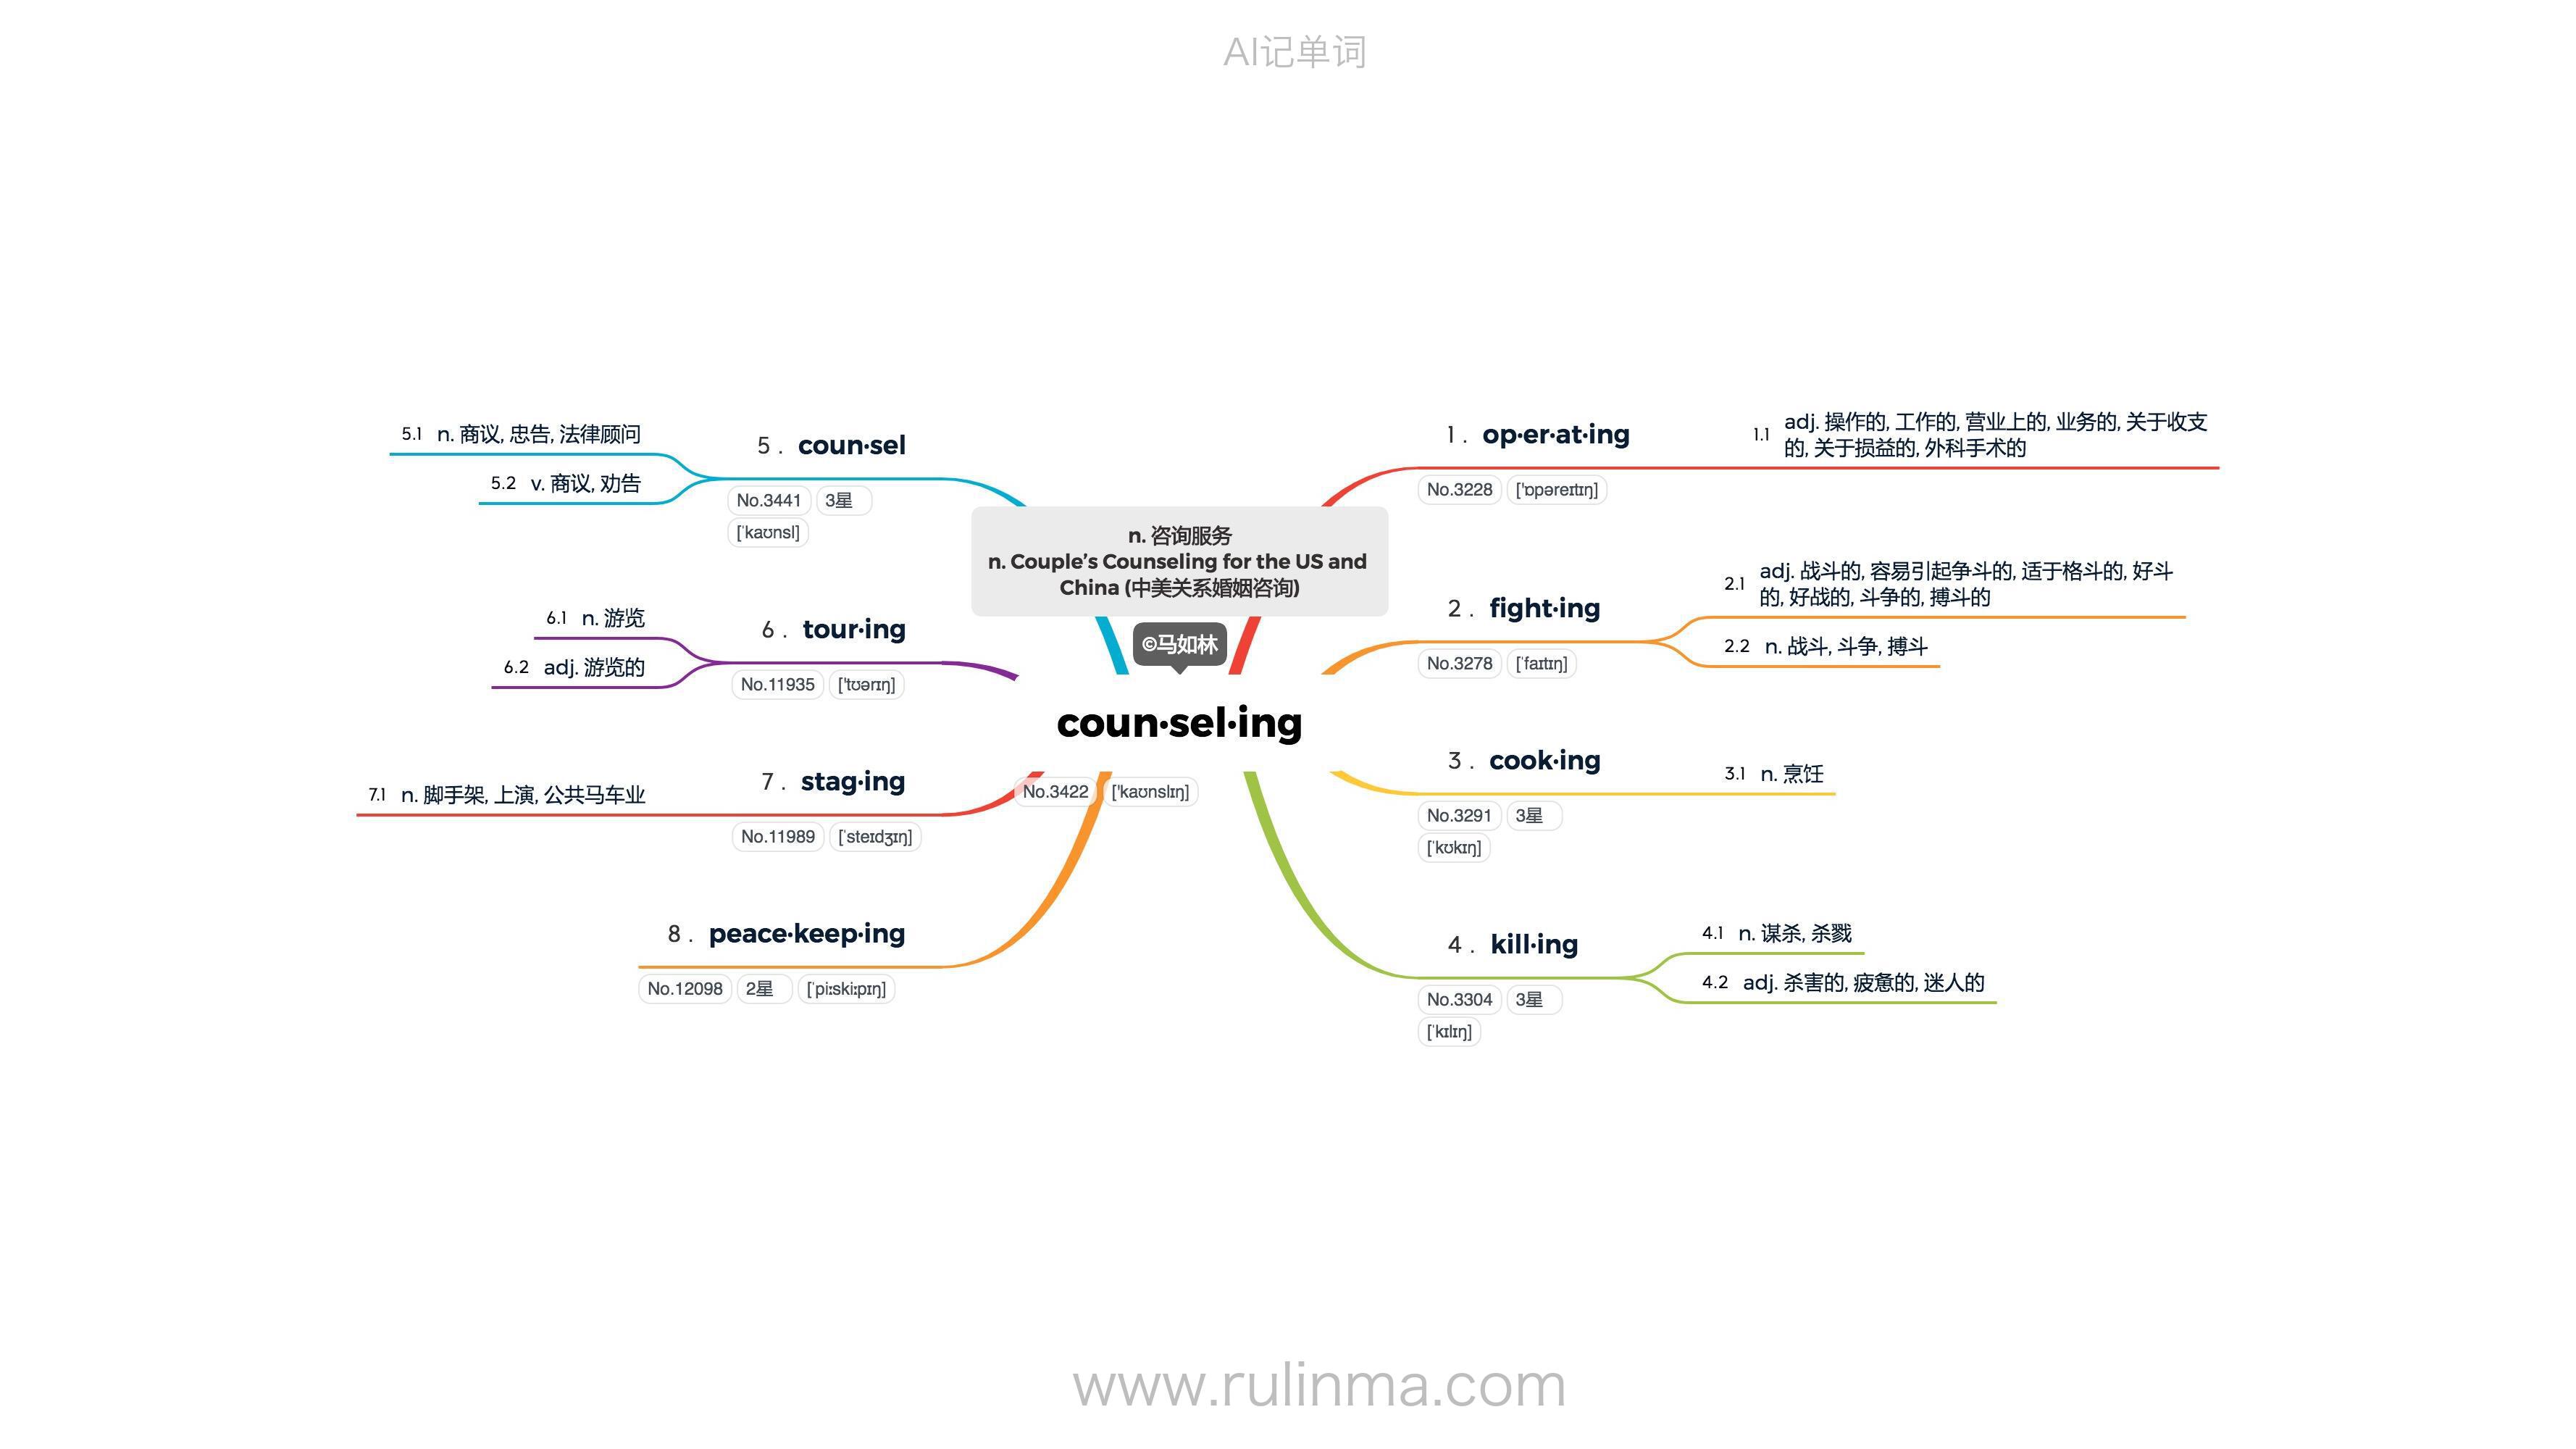 AI记单词
n. 咨询服务
n. Couple’s Counseling for the US and
China (中美关系婚姻咨询)
©马如林
coun·sel·ing
No.3422 ['kaʊnslɪŋ]
1 . op·er·at·ing
No.3228 ['ɒpəreɪtɪŋ]
1.1 adj. 操作的, 工作的, 营业上的, 业务的, 关于收支
的, 关于损益的, 外科手术的
2 . fight·ing
No.3278 ['faɪtɪŋ]
2.1 adj. 战斗的, 容易引起争斗的, 适于格斗的, 好斗
的, 好战的, 斗争的, 搏斗的
2.2 n. 战斗, 斗争, 搏斗
3 . cook·ing
No.3291 3星
['kʊkɪŋ]
3.1 n. 烹饪
4 . kill·ing
No.3304 3星
['kɪlɪŋ]
4.1 n. 谋杀, 杀戮
4.2 adj. 杀害的, 疲惫的, 迷人的
5 . coun·sel
No.3441 3星
['kaʊnsl]
5.1 n. 商议, 忠告, 法律顾问
5.2 v. 商议, 劝告
6 . tour·ing
No.11935 ['tʊərɪŋ]
6.1 n. 游览
6.2 adj. 游览的
7 . stag·ing
No.11989 ['steɪdʒɪŋ]
7.1 n. 脚手架, 上演, 公共马车业
8 . peace·keep·ing
No.12098 2星 ['piːskiːpɪŋ]
www.rulinma.com